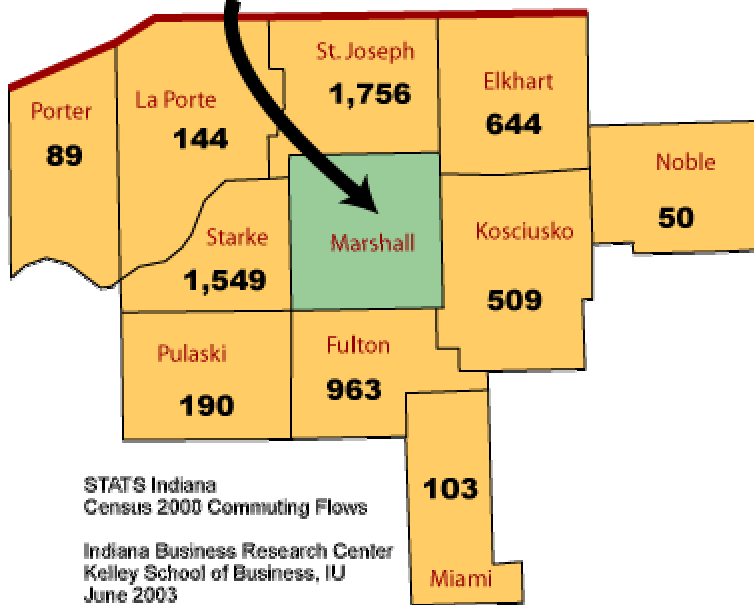 St. Joseph
1,756
Elkhart
644
La Porte
144
Porter
89
Noble
50
Starke
1,549
Marshall
Kosciusko
509
Pulaski
190
Fulton
963
103
Miami
STATS Indiana
Census 2000 Commuting Flows
Indiana Business Research Center
Kelley School of Business, IU
June 2003